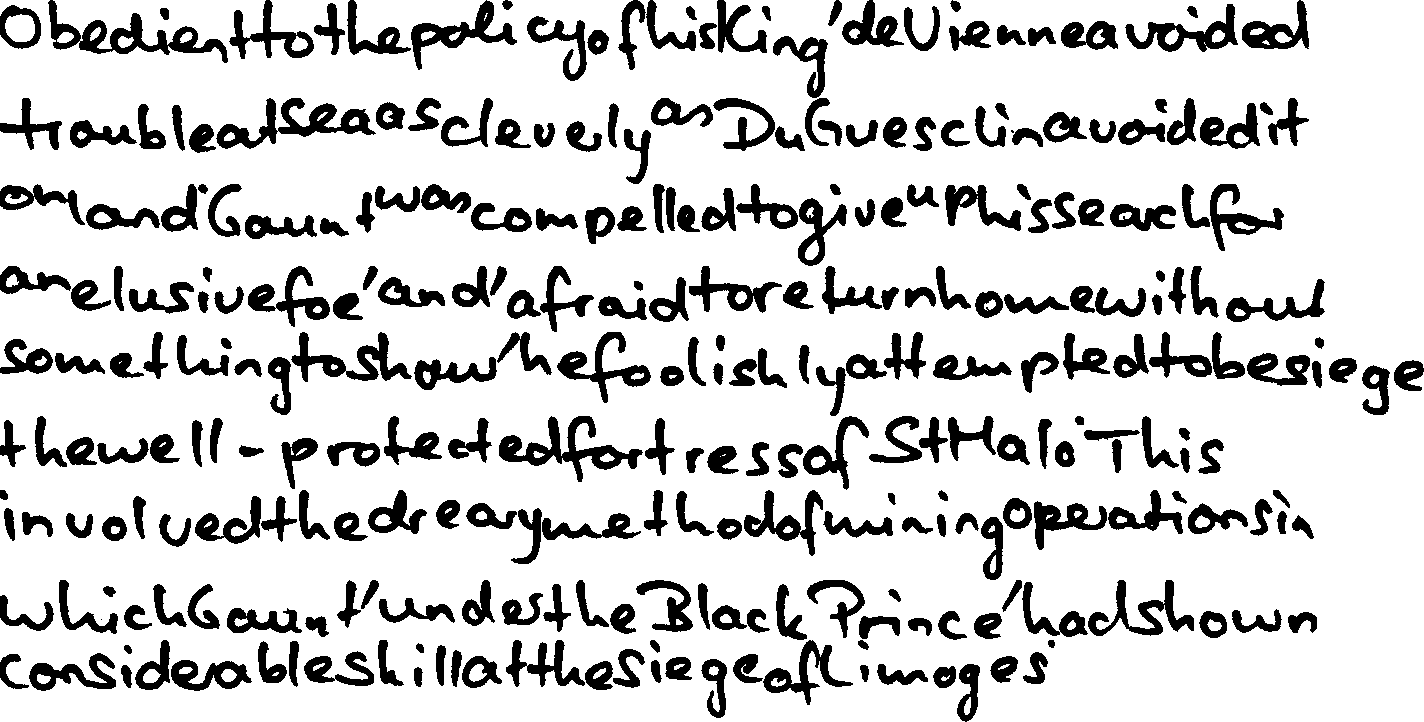 Obedient to the policy of his King, de Vienne avoided
trouble at sea as cleverly as Du Guesclin avoided it
on land. Gaunt was compelled to give up his search for
an elusive foe, and, afraid to return home without
something to show, he foolishly attempted to besiege
the well-protected fortress of St Malo. This
involved the dreary method of mining operations in
which Gaunt, under the Black Prince, had shown
considerable skill at the siege of Limoges.